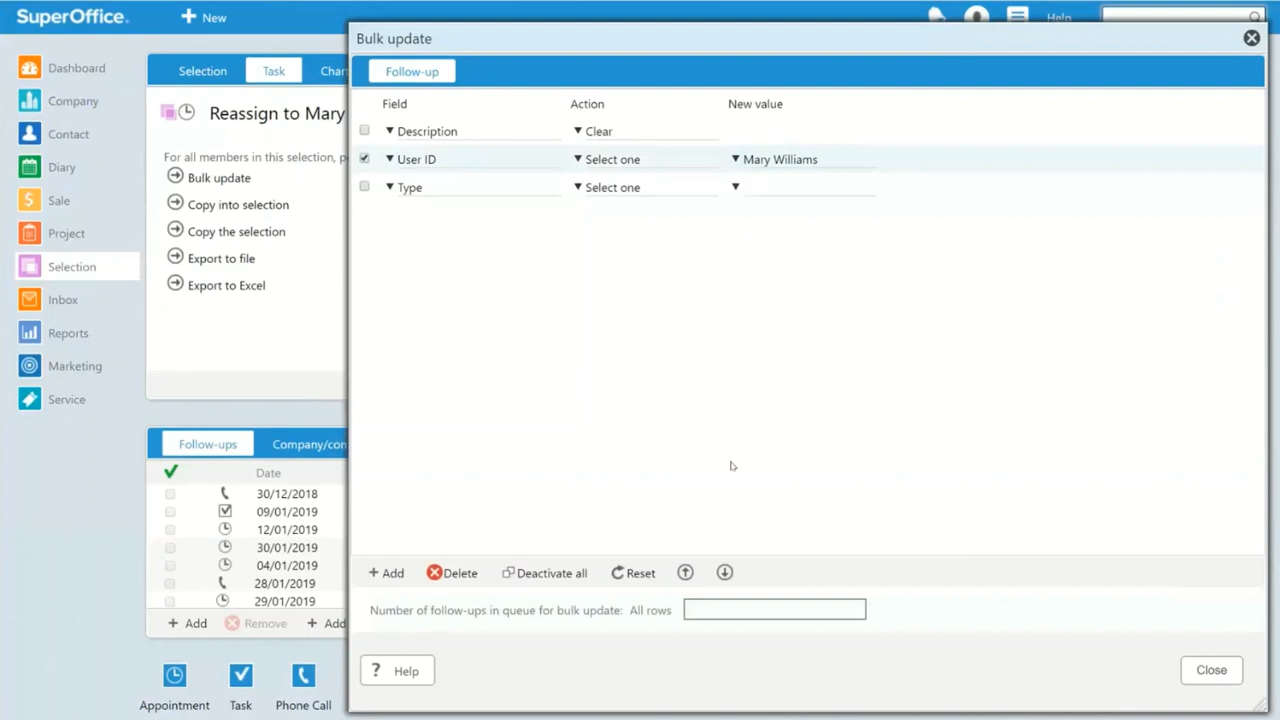 SuperOffice.
New
Help
Dashboard
Company
Contact
Diary
Sale
Project
Selection
Inbox
Reports
Marketing
Service
Selection
Task
Char
Reassign to Mary
For all members in this selection, p
Bulk update
Copy into selection
Copy the selection
Export to file
Export to Excel
Follow-ups
Company/con
Date
30/12/2018
09/01/2019
12/01/2019
30/01/2019
04/01/2019
28/01/2019
29/01/2019
+ Add
Remove
+ Add
Appointment
Task
Phone Call
Bulk update
Follow-up
Field
Action
New value
Description
Clear
User ID
Select one
Mary Williams
Type
Select one
+ Add
Delete
Deactivate all
Reset
Number of follow-ups in queue for bulk update: All rows
? Help
Close